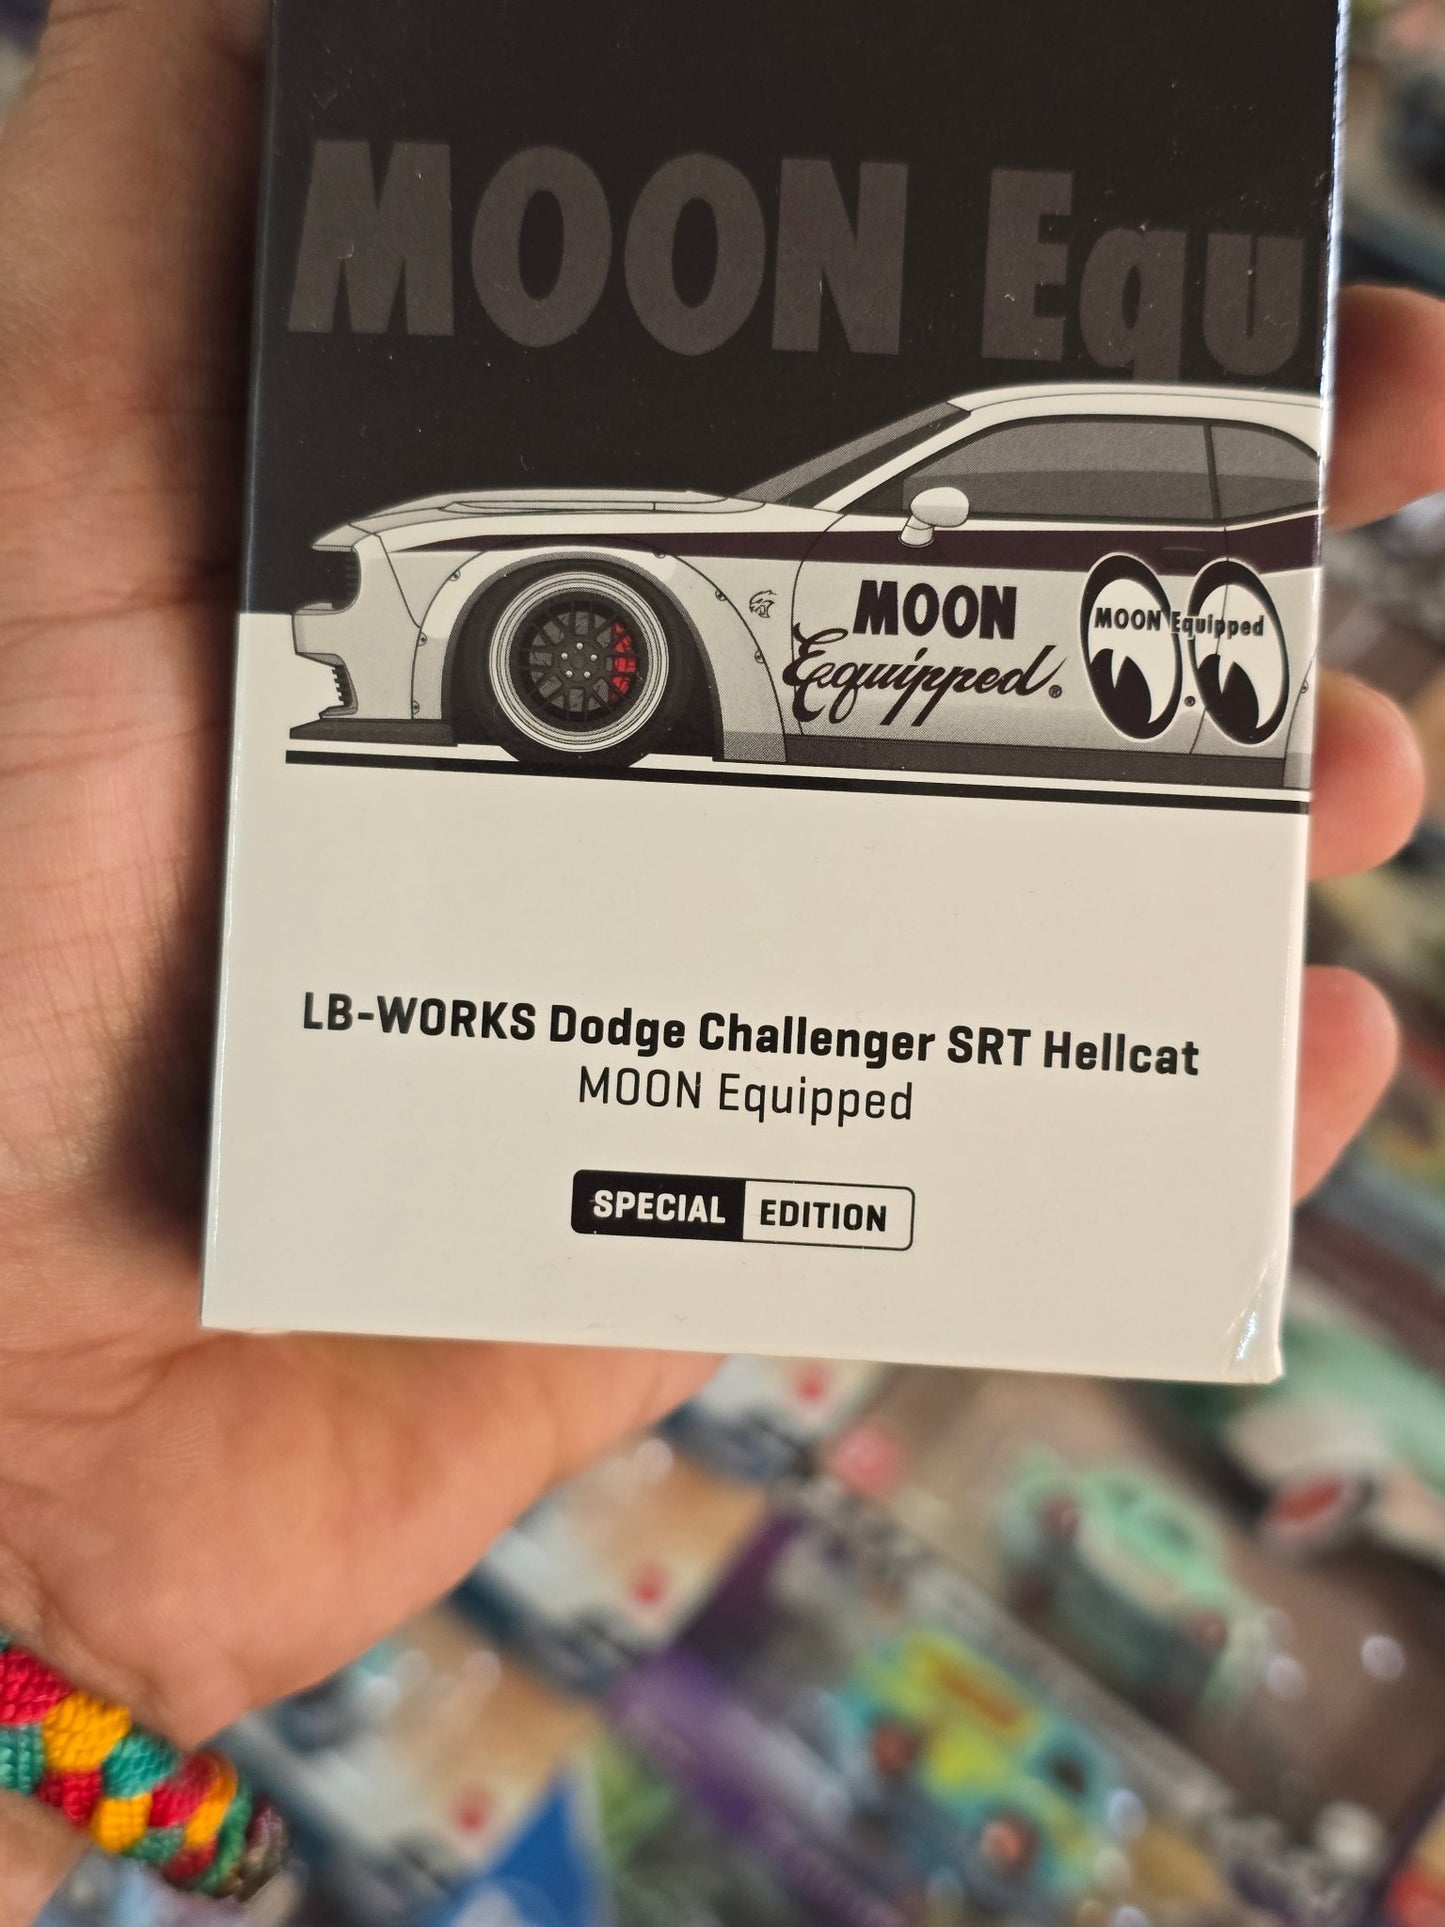 MOON Equ
MOON
Equipped®
MOON Equipped
®
LB-WORKS Dodge Challenger SRT Hellcat
MOON Equipped
SPECIAL EDITION